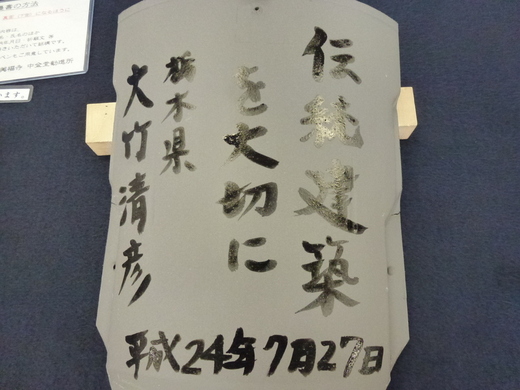 伝統建築
を大切に
栃木県
大竹清彦
平成24年7月27日